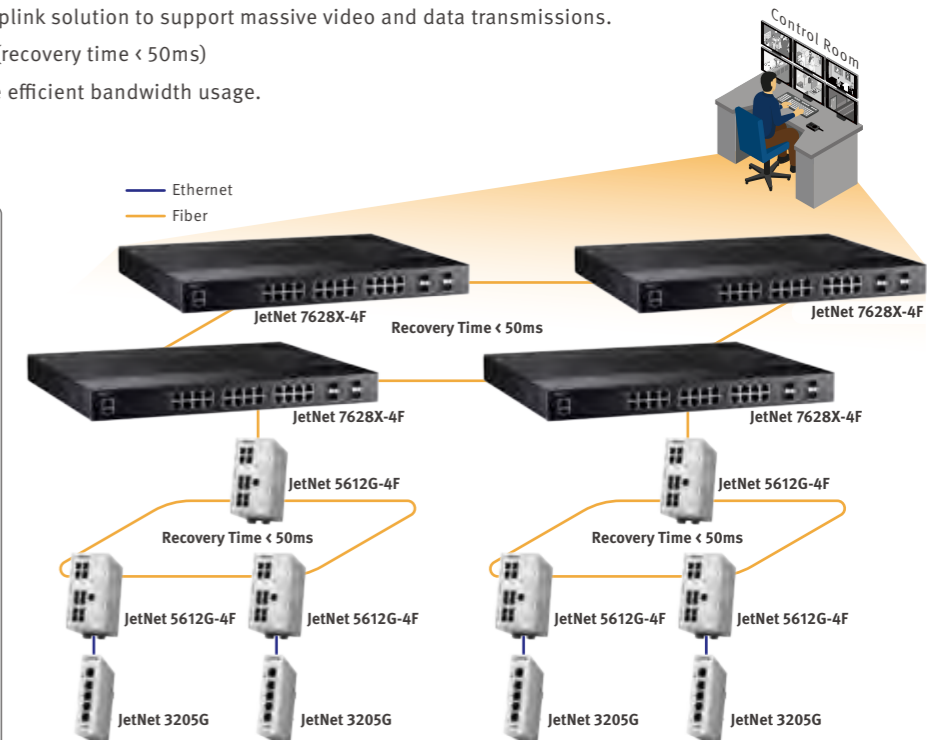 plink solution to support massive video and data transmissions.
(recovery time < 50ms)
e efficient bandwidth usage.
Control Room
Ethernet
Fiber
JetNet 7628X-4F
JetNet 7628X-4F
Recovery Time < 50ms
JetNet 7628X-4F
JetNet 7628X-4F
JetNet 5612G-4F
JetNet 5612G-4F
Recovery Time < 50ms
Recovery Time < 50ms
JetNet 5612G-4F
JetNet 5612G-4F
JetNet 5612G-4F
JetNet 5612G-4F
JetNet 3205G
JetNet 3205G
JetNet 3205G
JetNet 3205G